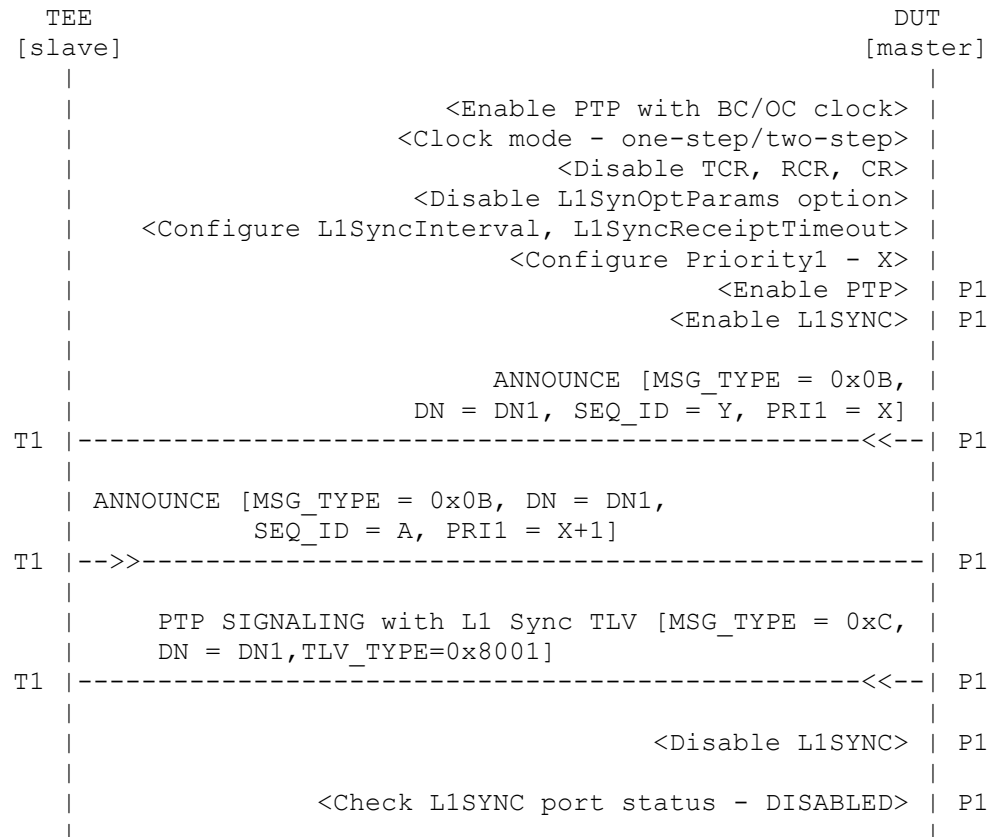 TEE                                                  DUT
[slave]                                              [master]
   |                                                     |
   |                       <Enable PTP with BC/OC clock> |
   |                    <Clock mode - one-step/two-step> |
   |                              <Disable TCR, RCR, CR> |
   |                     <Disable L1SynOptParams option> |
   |    <Configure L1SyncInterval, L1SyncReceiptTimeout> |
   |                           <Configure Priority1 - X> |
   |                                        <Enable PTP> | P1
   |                                     <Enable L1SYNC> | P1
   |                                                     |
   |                          ANNOUNCE [MSG_TYPE = 0x0B, |
   |                     DN = DN1, SEQ_ID = Y, PRI1 = X] |
T1 |-------------------------------------------------<<--| P1
   |                                                     |
   | ANNOUNCE [MSG_TYPE = 0x0B, DN = DN1,                |
   |           SEQ_ID = A, PRI1 = X+1]                   |
T1 |-->>-------------------------------------------------| P1
   |                                                     |
   |     PTP SIGNALING with L1 Sync TLV [MSG_TYPE = 0xC, |
   |     DN = DN1,TLV_TYPE=0x8001]                       |
T1 |-------------------------------------------------<<--| P1
   |                                                     |
   |                                    <Disable L1SYNC> | P1
   |                                                     |
   |               <Check L1SYNC port status - DISABLED> | P1
   |                                                     |